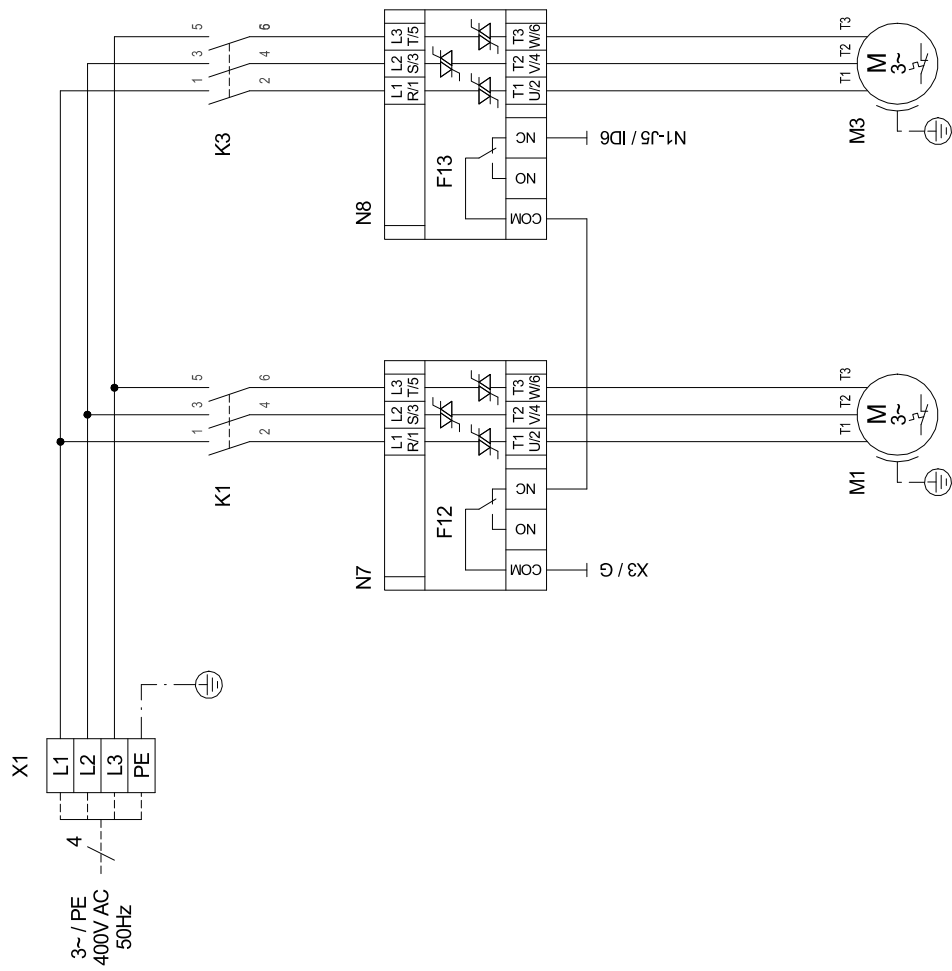 3~ / PE
400V AC
50Hz
4
X1
L1
L2
L3
PE
K1
1
3
5
2
4
6
N7
L1
R/1
L2
S/3
L3
T/5
T1
U/2
T2
V/4
T3
W/6
F12
COM
NO
NC
X3 / G
T1
T2
T3
M
3~
M1
K3
1
3
5
2
4
6
N8
L1
R/1
L2
S/3
L3
T/5
T1
U/2
T2
V/4
T3
W/6
F13
COM
NO
NC
N1-J5 / ID6
T1
T2
T3
M
3~
M3